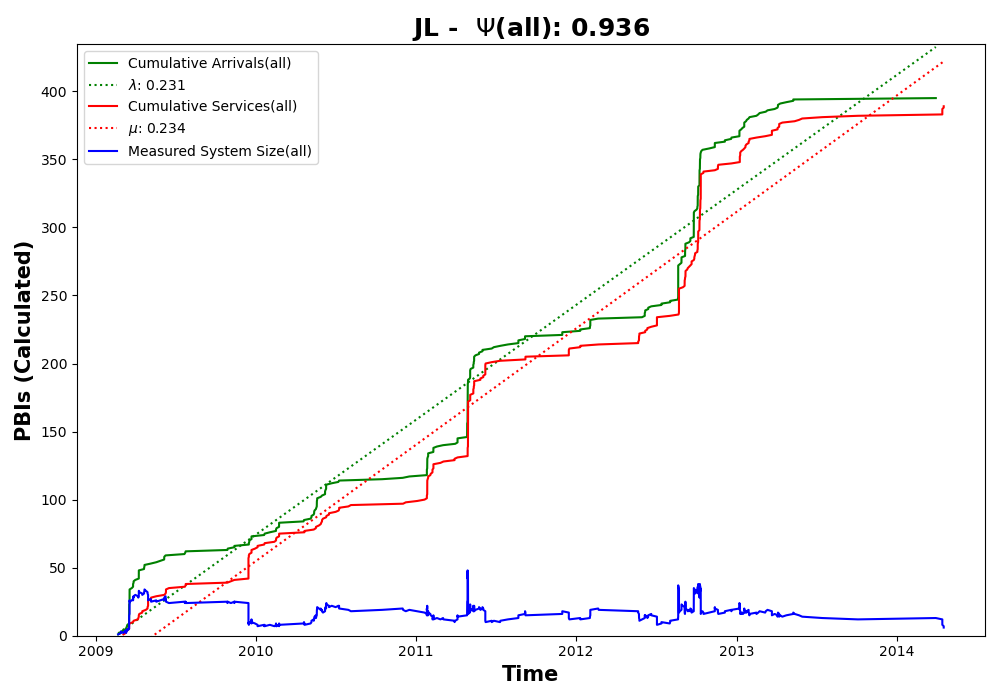 JL - Ψ(all): 0.936
Cumulative Arrivals(all)
λ: 0.231
Cumulative Services(all)
μ: 0.234
Measured System Size(all)
PBIs (Calculated)
400
350
300
250
200
150
100
50
0
2009 2010 2011 2012 2013 2014
Time